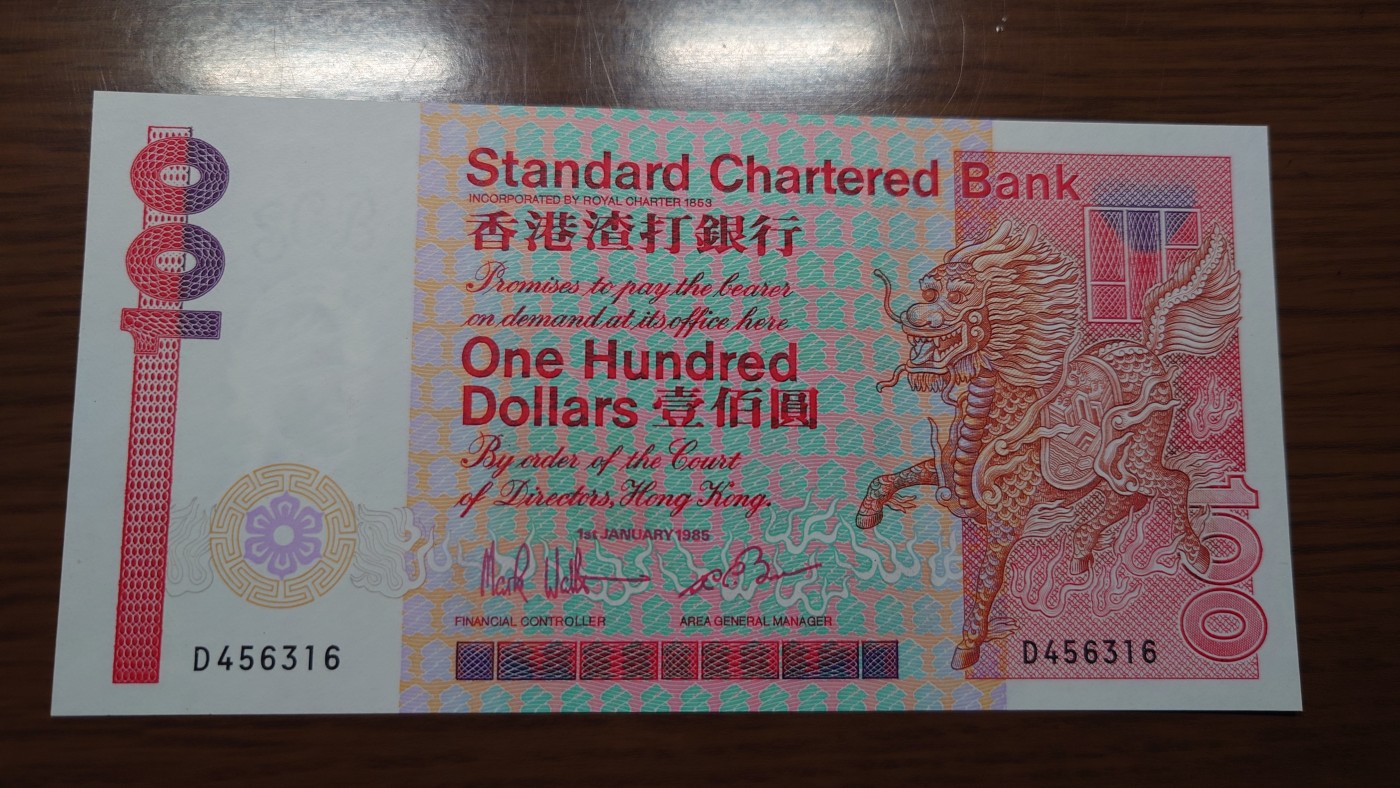 100
Standard Chartered Bank
INCORPORATED BY ROYAL CHARTER 1853
香港渣打銀行
Promises to pay the bearer
on demand at its office here
One Hundred
Dollars 壹佰圓
By order of the Court
of Directors, Hong Kong.
1st JANUARY 1985
FINANCIAL CONTROLLER
AREA GENERAL MANAGER
D456316
D456316
100